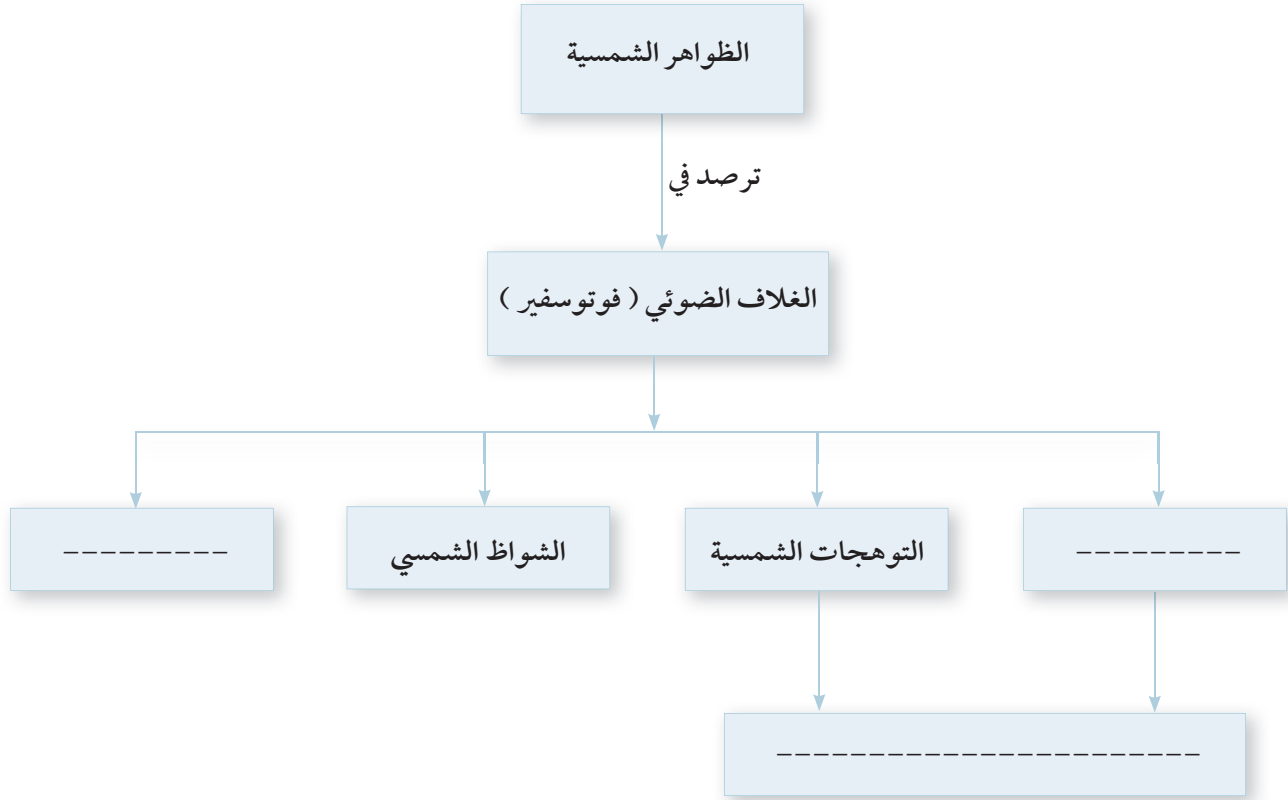 الظواهر الشمسية
ترصد في
الغلاف الضوئي ( فوتوسفير )
---------
التوهجات الشمسية
الشواظ الشمسي
---------
-----------------------